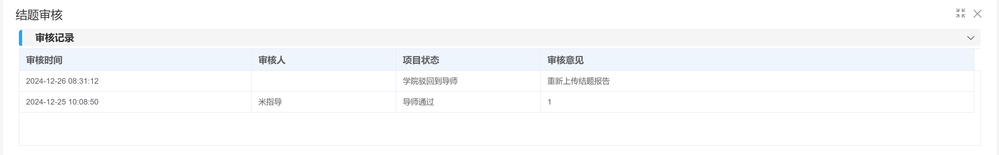 结题审核
审核记录
审核时间 审核人 项目状态 审核意见
2024-12-26 08:31:12 学院驳回到导师 重新上传结题报告
2024-12-25 10:08:50 米指导 导师通过 1